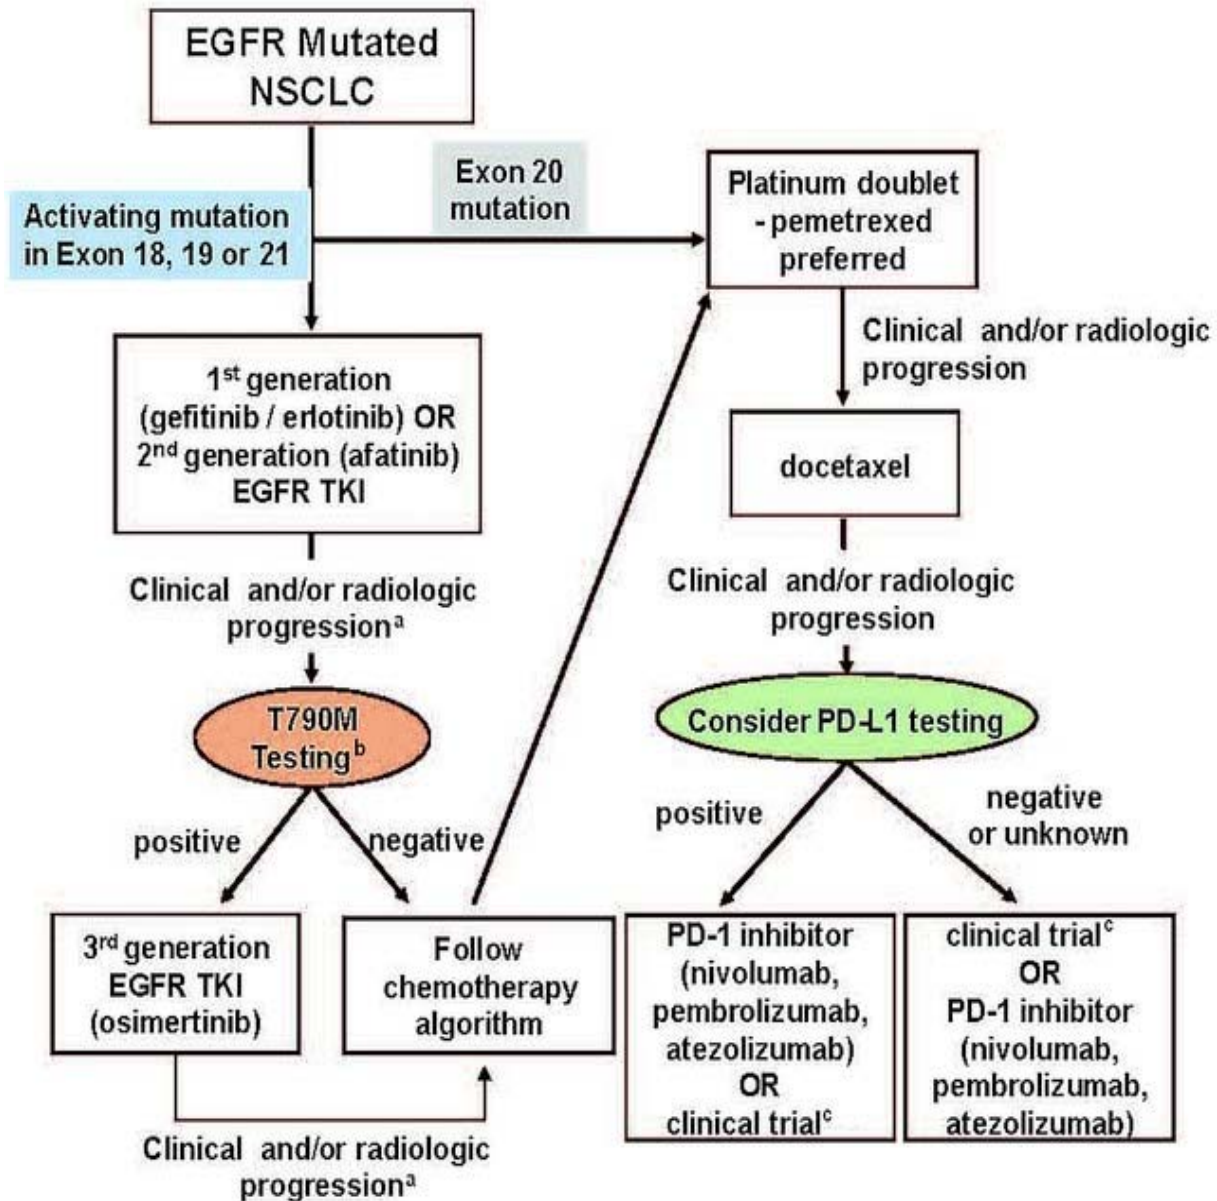 EGFR Mutated
NSCLC
Exon 20
mutation
Activating mutation
in Exon 18, 19 or 21
Platinum doublet
- pemetrexed
preferred
Clinical and/or radiologic
progression
1st generation
(gefitinib / erlotinib) OR
2nd generation (afatinib)
EGFR TKI
docetaxel
Clinical and/or radiologic
progressionª
Clinical and/or radiologic
progression
T790M
Testingᵇ
Consider PD-L1 testing
positive
negative
positive
negative
or unknown
3rd generation
EGFR TKI
(osimertinib)
Follow
chemotherapy
algorithm
PD-1 inhibitor
(nivolumab,
pembrolizumab,
atezolizumab)
OR
clinical trialᶜ
clinical trialᶜ
OR
PD-1 inhibitor
(nivolumab,
pembrolizumab,
atezolizumab)
Clinical and/or radiologic
progressionª